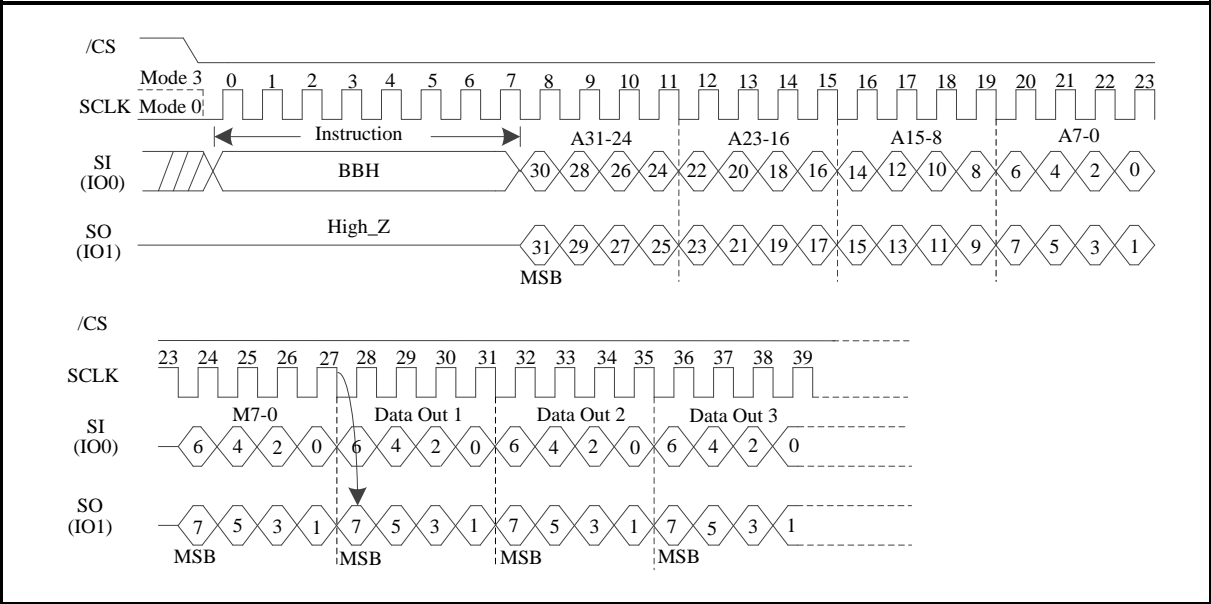 /CS
Mode 3 0 1 2 3 4 5 6 7 8 9 10 11 12 13 14 15 16 17 18 19 20 21 22 23
SCLK Mode 0
Instruction A31-24 A23-16 A15-8 A7-0
SI
(IO0)
BBH 30 28 26 24 22 20 18 16 14 12 10 8 6 4 2 0
High_Z
SO
(IO1)
31 29 27 25 23 21 19 17 15 13 11 9 7 5 3 1
MSB
/CS
23 24 25 26 27 28 29 30 31 32 33 34 35 36 37 38 39
SCLK
M7-0 Data Out 1 Data Out 2 Data Out 3
SI
(IO0)
6 4 2 0 6 4 2 0 6 4 2 0 6 4 2 0
SO
(IO1)
7 5 3 1 7 5 3 1 7 5 3 1 7 5 3 1
MSB MSB MSB MSB